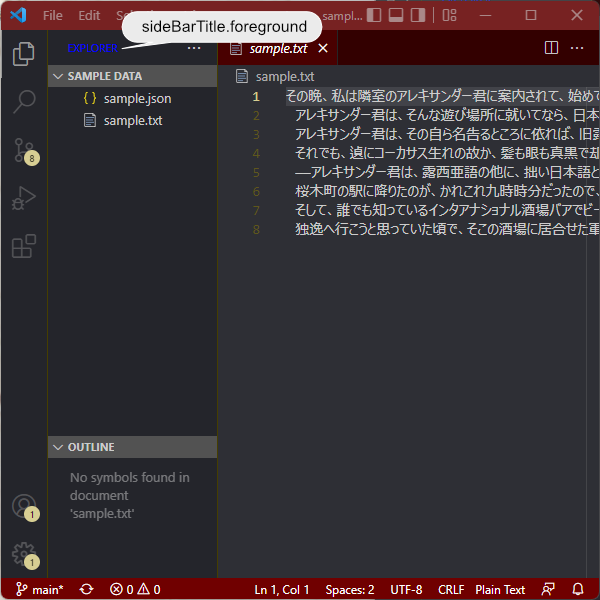 File Edit
sideBarTitle.foreground
sample....
EXPLORER
sample.txt
SAMPLE DATA
{ } sample.json
sample.txt
sample.txt
1 その晩、私は隣室のアレキサンダー君に案内されて、始めて
2 アレキサンダー君は、そんな遊び場所に就いてなら、日本
3 アレキサンダー君は、その自ら名告るところに依れば、旧露
4 それでも、遠にコーカサス生れの故か、髪も眼も真黒で却
5 ―アレキサンダー君は、露西亜語の他に、拙い日本語と
6 桜木町の駅に降りたのが、かれこれ九時時分だったので、
7 そして、誰でも知っているインタアナショナル酒場バアでビー
8 独逸へ行こうと思っていた頃で、そこの酒場に居合せた軍
8
OUTLINE
No symbols found in
document
'sample.txt'
1
1
main* 0 0 Ln 1, Col 1 Spaces: 2 UTF-8 CRLF Plain Text